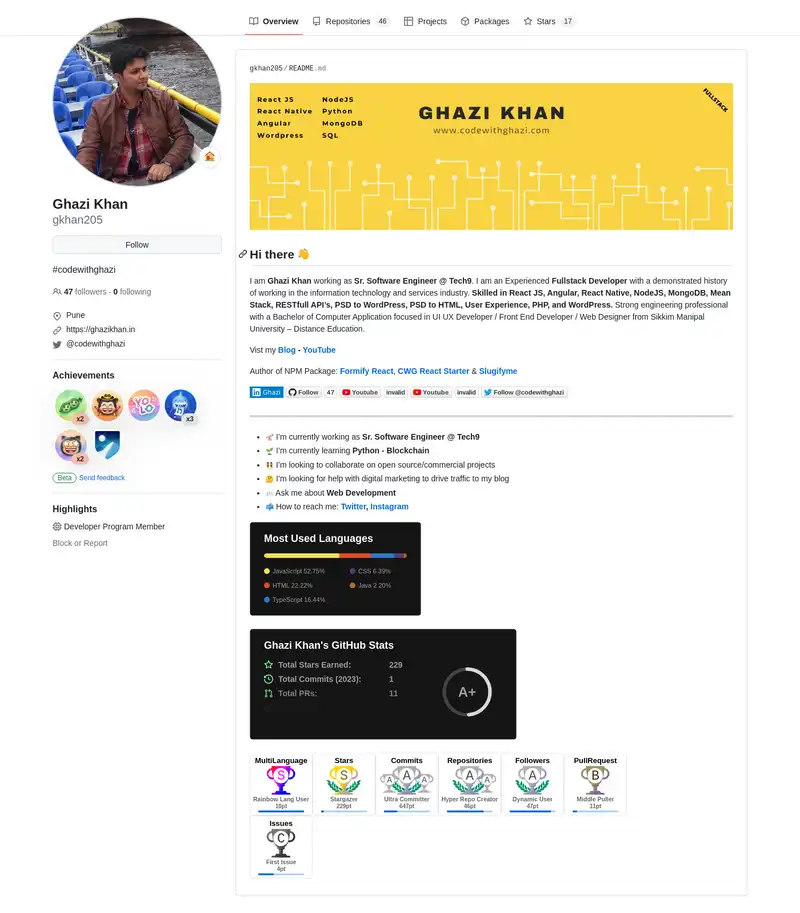 Overview Repositories 46 Projects Packages Stars 17
gkhan205/README.md
React JS NodeJS
React Native Python
Angular MongoDB
Wordpress SQL
GHAZI KHAN
www.codewithghazi.com
FULLSTACK
Ghazi Khan
gkhan205
Follow
#codewithghazi
47 followers · 0 following
Pune
https://ghazikhan.in
@codewithghazi
Achievements
YOLO
x2
x3
x2
Beta Send feedback
Highlights
Developer Program Member
Block or Report
Hi there 👋
I am Ghazi Khan working as Sr. Software Engineer @ Tech9. I am an Experienced Fullstack Developer with a demonstrated history
of working in the information technology and services industry. Skilled in React JS, Angular, React Native, NodeJS, MongoDB, Mean
Stack, RESTfull API's, PSD to WordPress, PSD to HTML, User Experience, PHP, and WordPress. Strong engineering professional
with a Bachelor of Computer Application focused in UI UX Developer / Front End Developer / Web Designer from Sikkim Manipal
University – Distance Education.
Vist my Blog - YouTube
Author of NPM Package: Formify React, CWG React Starter & Slugifyme
in Ghazi Follow 47 Youtube invalid Youtube invalid Follow @codewithghazi
I'm currently working as Sr. Software Engineer @ Tech9
I'm currently learning Python - Blockchain
I'm looking to collaborate on open source/commercial projects
I'm looking for help with digital marketing to drive traffic to my blog
Ask me about Web Development
How to reach me: Twitter, Instagram
Most Used Languages
JavaScript 52.75% CSS 6.39%
HTML 22.22% Java 2.20%
TypeScript 16.44%
Ghazi Khan's GitHub Stats
Total Stars Earned: 229
Total Commits (2023): 1
Total PRs: 11
A+
MultiLanguage Stars Commits Repositories Followers PullRequest
S S A A A A A A B
Rainbow Lang User Stargazer Ultra Committer Hyper Repo Creator Dynamic User Middle Puller
10pt 229pt 647pt 46pt 47pt 11pt
Issues
C
First Issue
4pt